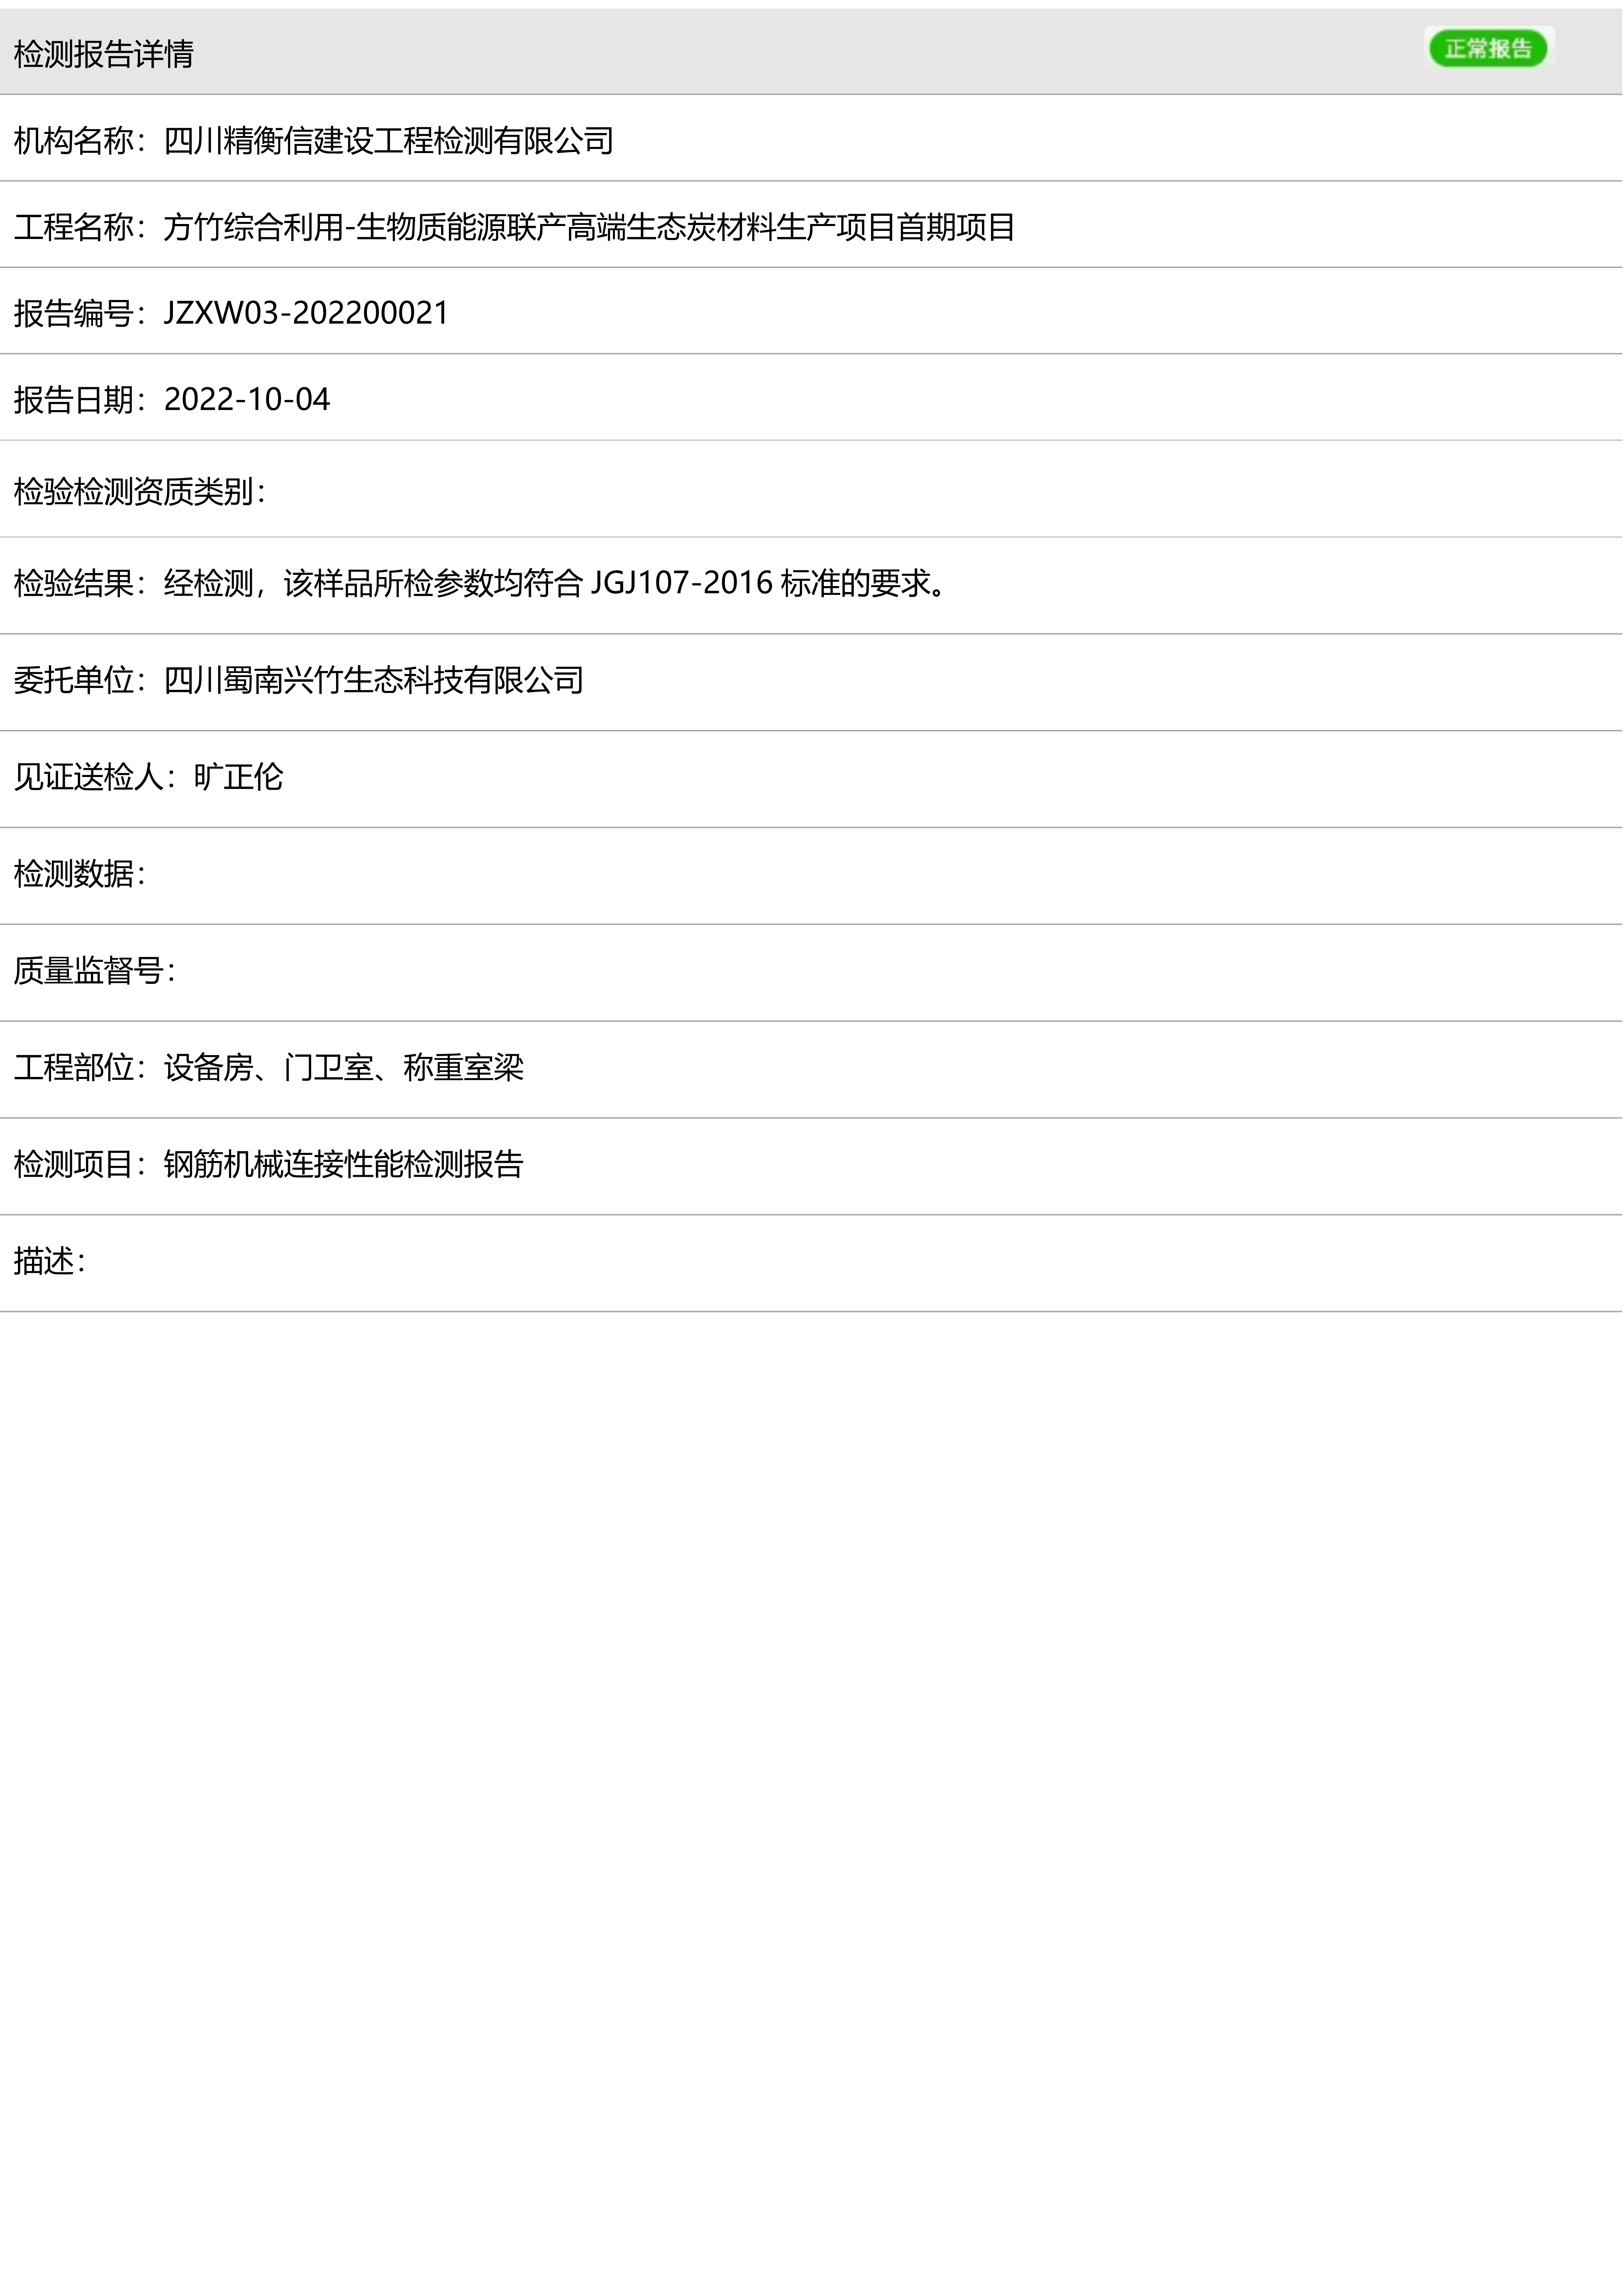 检测报告详情 正常报告
机构名称：四川精衡信建设工程检测有限公司
工程名称：方竹综合利用-生物质能源联产高端生态炭材料生产项目首期项目
报告编号：JZXW03-202200021
报告日期：2022-10-04
检验检测资质类别：
检验结果：经检测，该样品所检参数均符合 JGJ107-2016 标准的要求。
委托单位：四川蜀南兴竹生态科技有限公司
见证送检人：旷正伦
检测数据：
质量监督号：
工程部位：设备房、门卫室、称重室梁
检测项目：钢筋机械连接性能检测报告
描述：